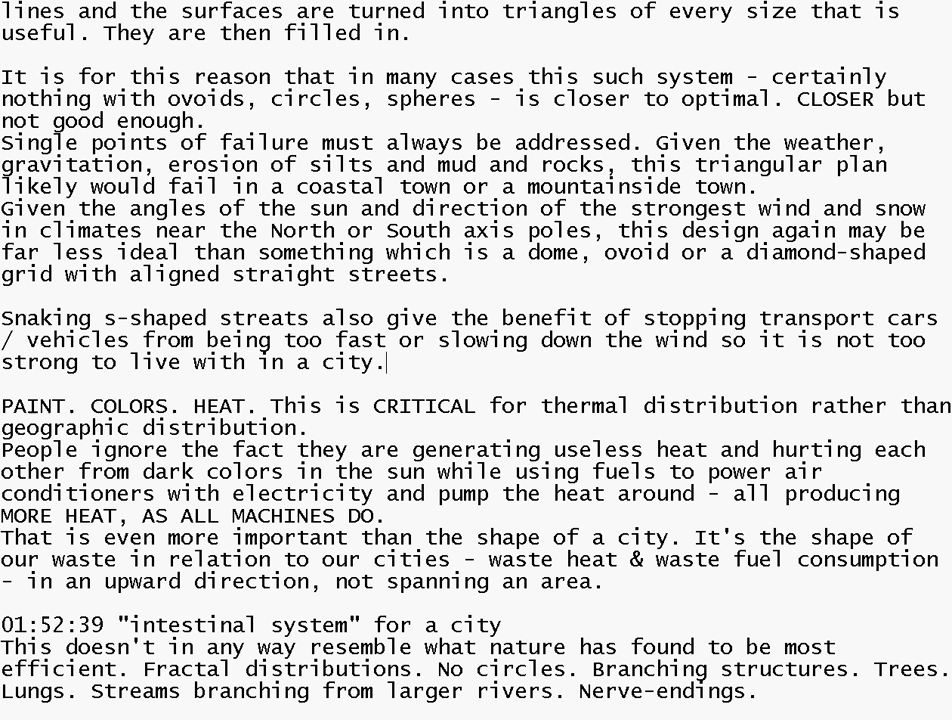 lines and the surfaces are turned into triangles of every size that is
useful. They are then filled in.
It is for this reason that in many cases this such system - certainly
nothing with ovoids, circles, spheres - is closer to optimal. CLOSER but
not good enough.
Single points of failure must always be addressed. Given the weather,
gravitation, erosion of silts and mud and rocks, this triangular plan
likely would fail in a coastal town or a mountainside town.
Given the angles of the sun and direction of the strongest wind and snow
in climates near the North or South axis poles, this design again may be
far less ideal than something which is a dome, ovoid or a diamond-shaped
grid with aligned straight streets.
Snaking s-shaped streats also give the benefit of stopping transport cars
/ vehicles from being too fast or slowing down the wind so it is not too
strong to live with in a city.
PAINT. COLORS. HEAT. This is CRITICAL for thermal distribution rather than
geographic distribution.
People ignore the fact they are generating useless heat and hurting each
other from dark colors in the sun while using fuels to power air
conditioners with electricity and pump the heat around - all producing
MORE HEAT, AS ALL MACHINES DO.
That is even more important than the shape of a city. It's the shape of
our waste in relation to our cities - waste heat & waste fuel consumption
- in an upward direction, not spanning an area.
01:52:39 "intestinal system" for a city
This doesn't in any way resemble what nature has found to be most
efficient. Fractal distributions. No circles. Branching structures. Trees.
Lungs. Streams branching from larger rivers. Nerve-endings.